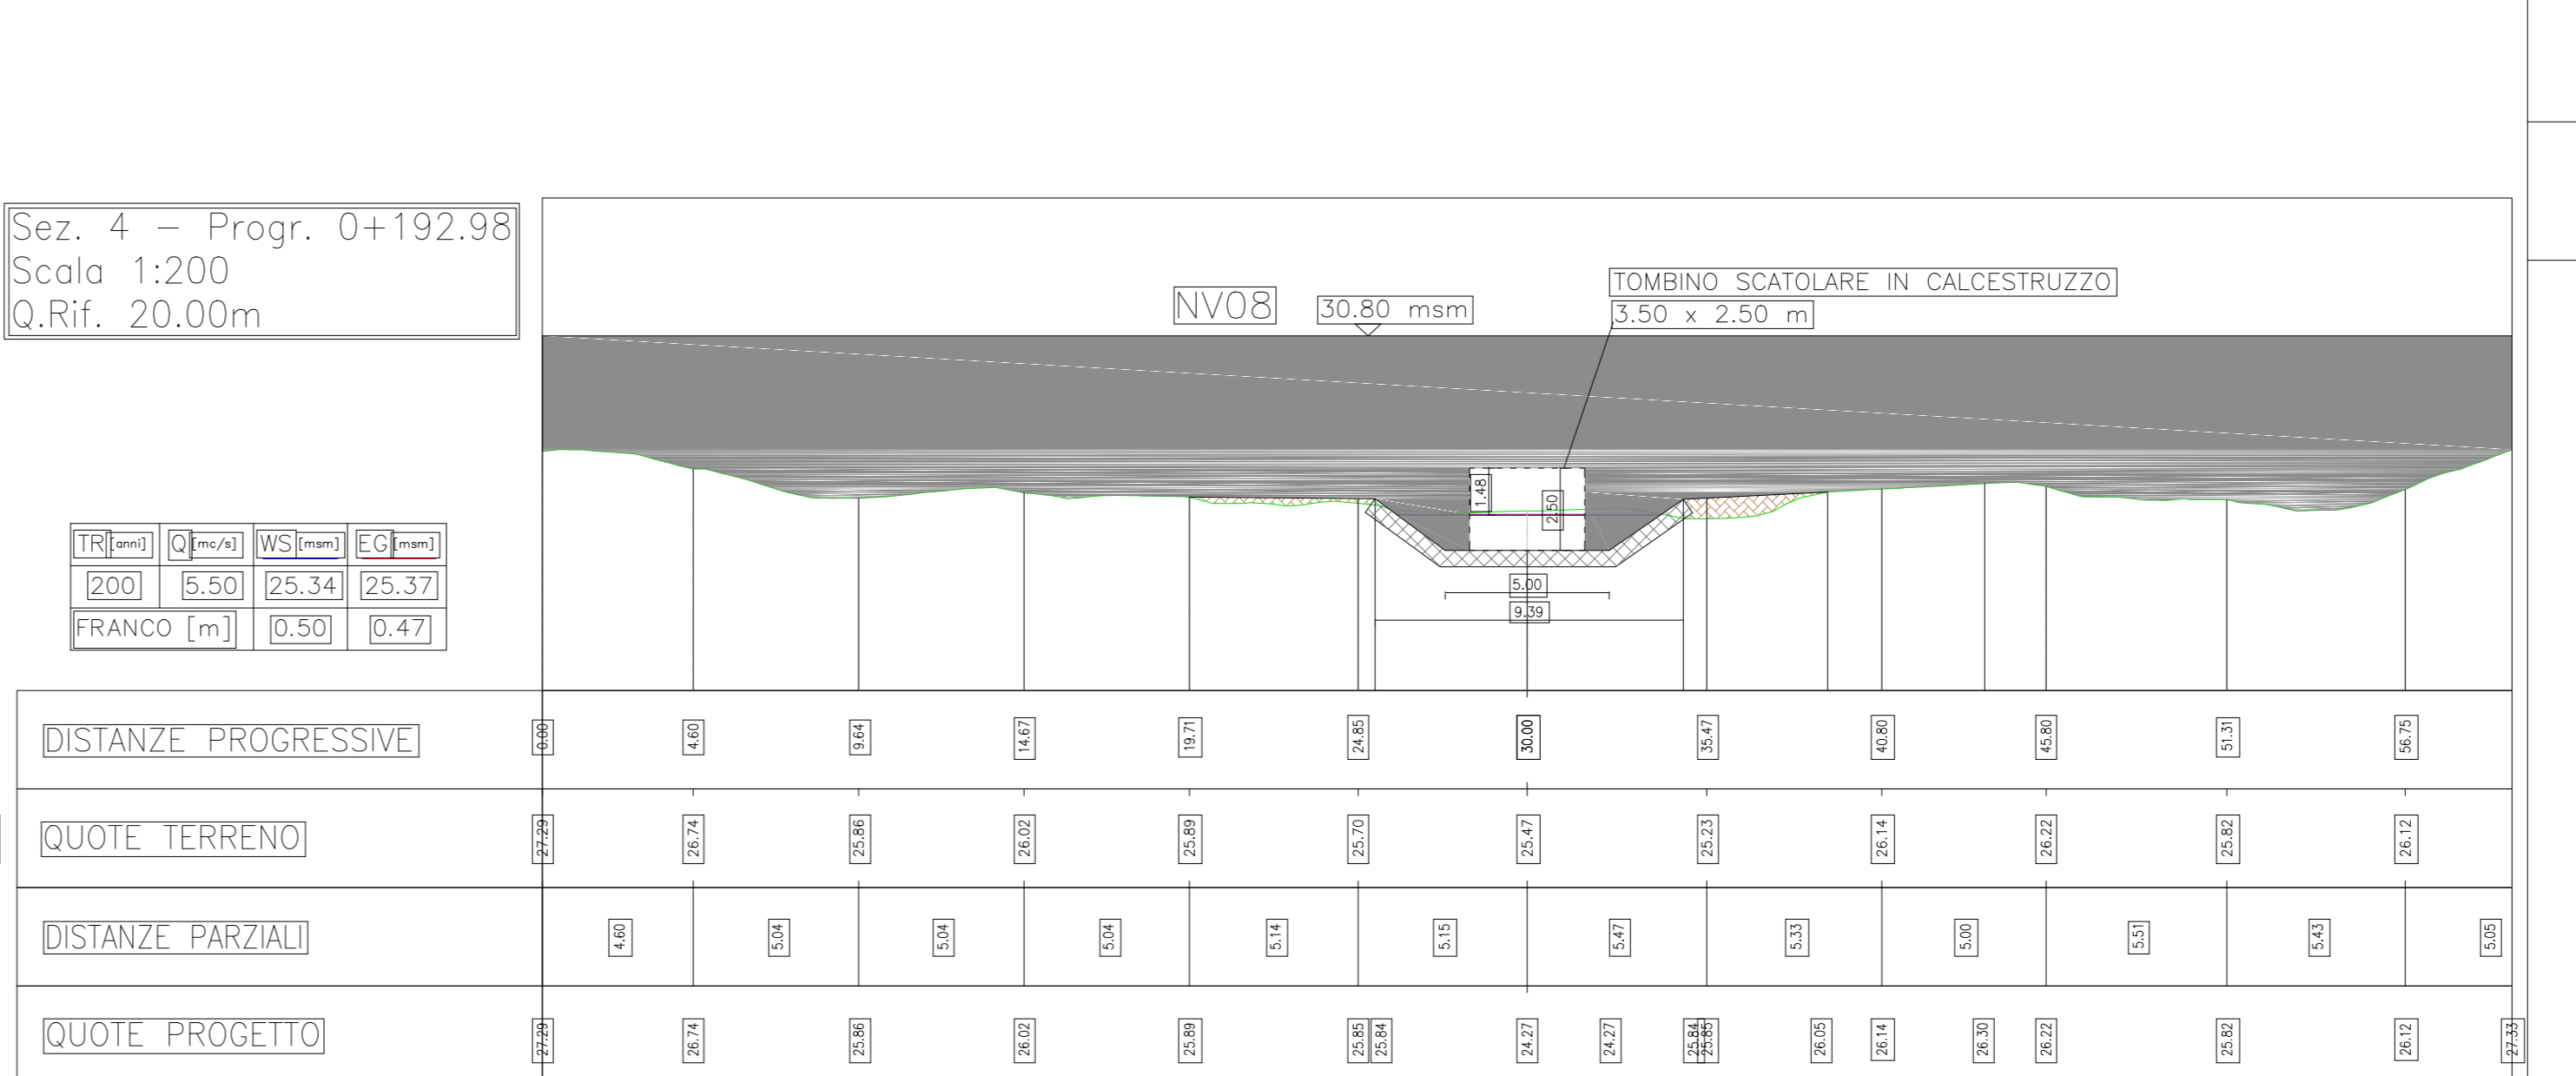 Sez. 4 - Progr. 0+192.98
Scala 1:200
Q.Rif. 20.00m
NV08
30.80 msm
TOMBINO SCATOLARE IN CALCESTRUZZO
3.50 x 2.50 m
1.48
2.50
5.00
9.39
TR [anni] Q [mc/s] WS [msm] EG [msm]
200 5.50 25.34 25.37
FRANCO [m] 0.50 0.47
DISTANZE PROGRESSIVE 0.00 4.60 9.64 14.67 19.71 24.85 30.00 35.47 40.80 45.80 51.31 56.75
QUOTE TERRENO 27.29 26.74 25.86 26.02 25.89 25.70 25.47 25.23 26.14 26.22 25.82 26.12
DISTANZE PARZIALI 4.60 5.04 5.04 5.04 5.14 5.15 5.47 5.33 5.00 5.51 5.43 5.05
QUOTE PROGETTO 27.29 26.74 25.86 26.02 25.89 25.85 25.84 24.27 24.27 25.84 25.85 26.05 26.14 26.30 26.22 25.82 26.12 27.33